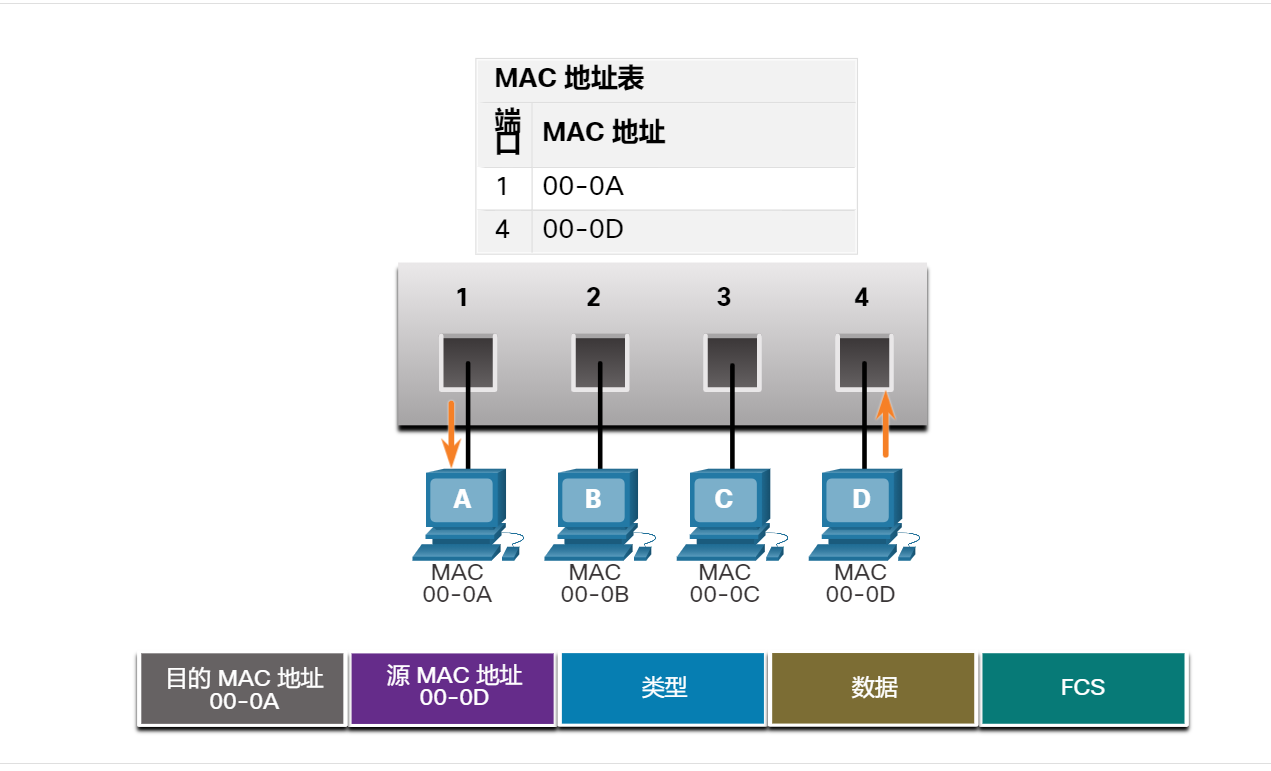 MAC 地址表
端口 MAC 地址
1 00-0A
4 00-0D
1 2 3 4
A B C D
MAC MAC MAC MAC
00-0A 00-0B 00-0C 00-0D
目的 MAC 地址
00-0A
源 MAC 地址
00-0D
类型
数据
FCS